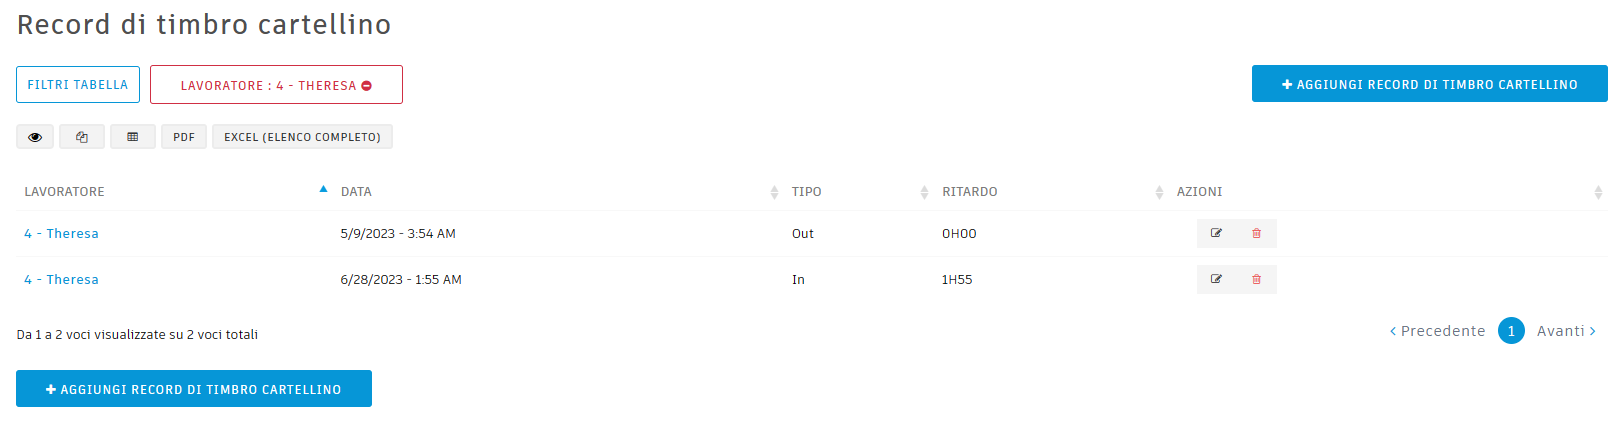 Record di timbro cartellino
FILTRI TABELLA LAVORATORE : 4 - THERESA AGGIUNGI RECORD DI TIMBRO CARTELLINO
PDF EXCEL (ELENCO COMPLETO)
LAVORATORE DATA TIPO RITARDO AZIONI
4 - Theresa 5/9/2023 - 3:54 AM Out 0H00
4 - Theresa 6/28/2023 - 1:55 AM In 1H55
Da 1 a 2 voci visualizzate su 2 voci totali Precedente 1 Avanti
AGGIUNGI RECORD DI TIMBRO CARTELLINO